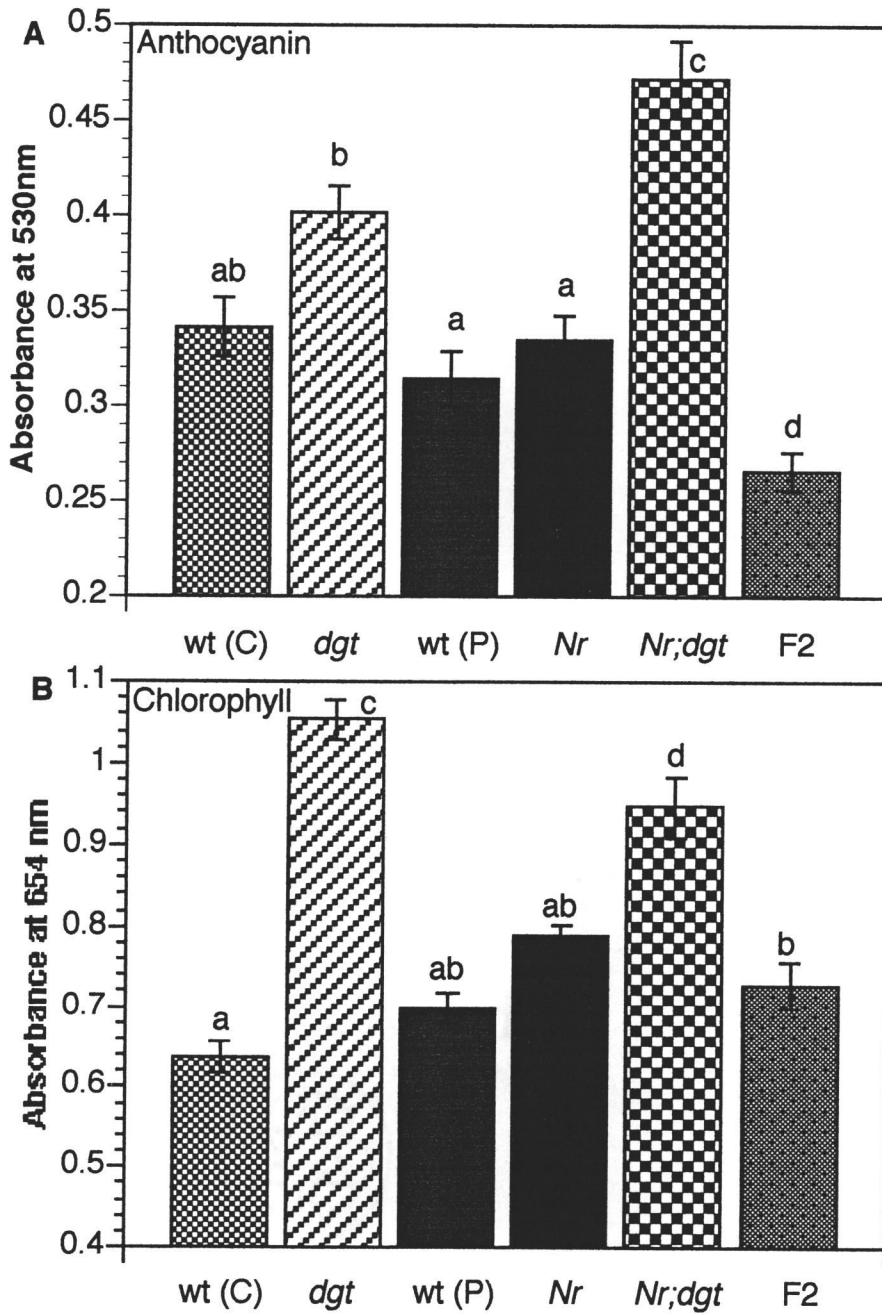 A
Anthocyanin
Absorbance at 530nm
0.5
0.45
0.4
0.35
0.3
0.25
0.2
ab
b
a
a
c
d
wt (C) dgt wt (P) Nr Nr;dgt F2
B
Chlorophyll
Absorbance at 654 nm
1.1
1
0.9
0.8
0.7
0.6
0.5
0.4
a
c
ab
ab
d
b
wt (C) dgt wt (P) Nr Nr;dgt F2